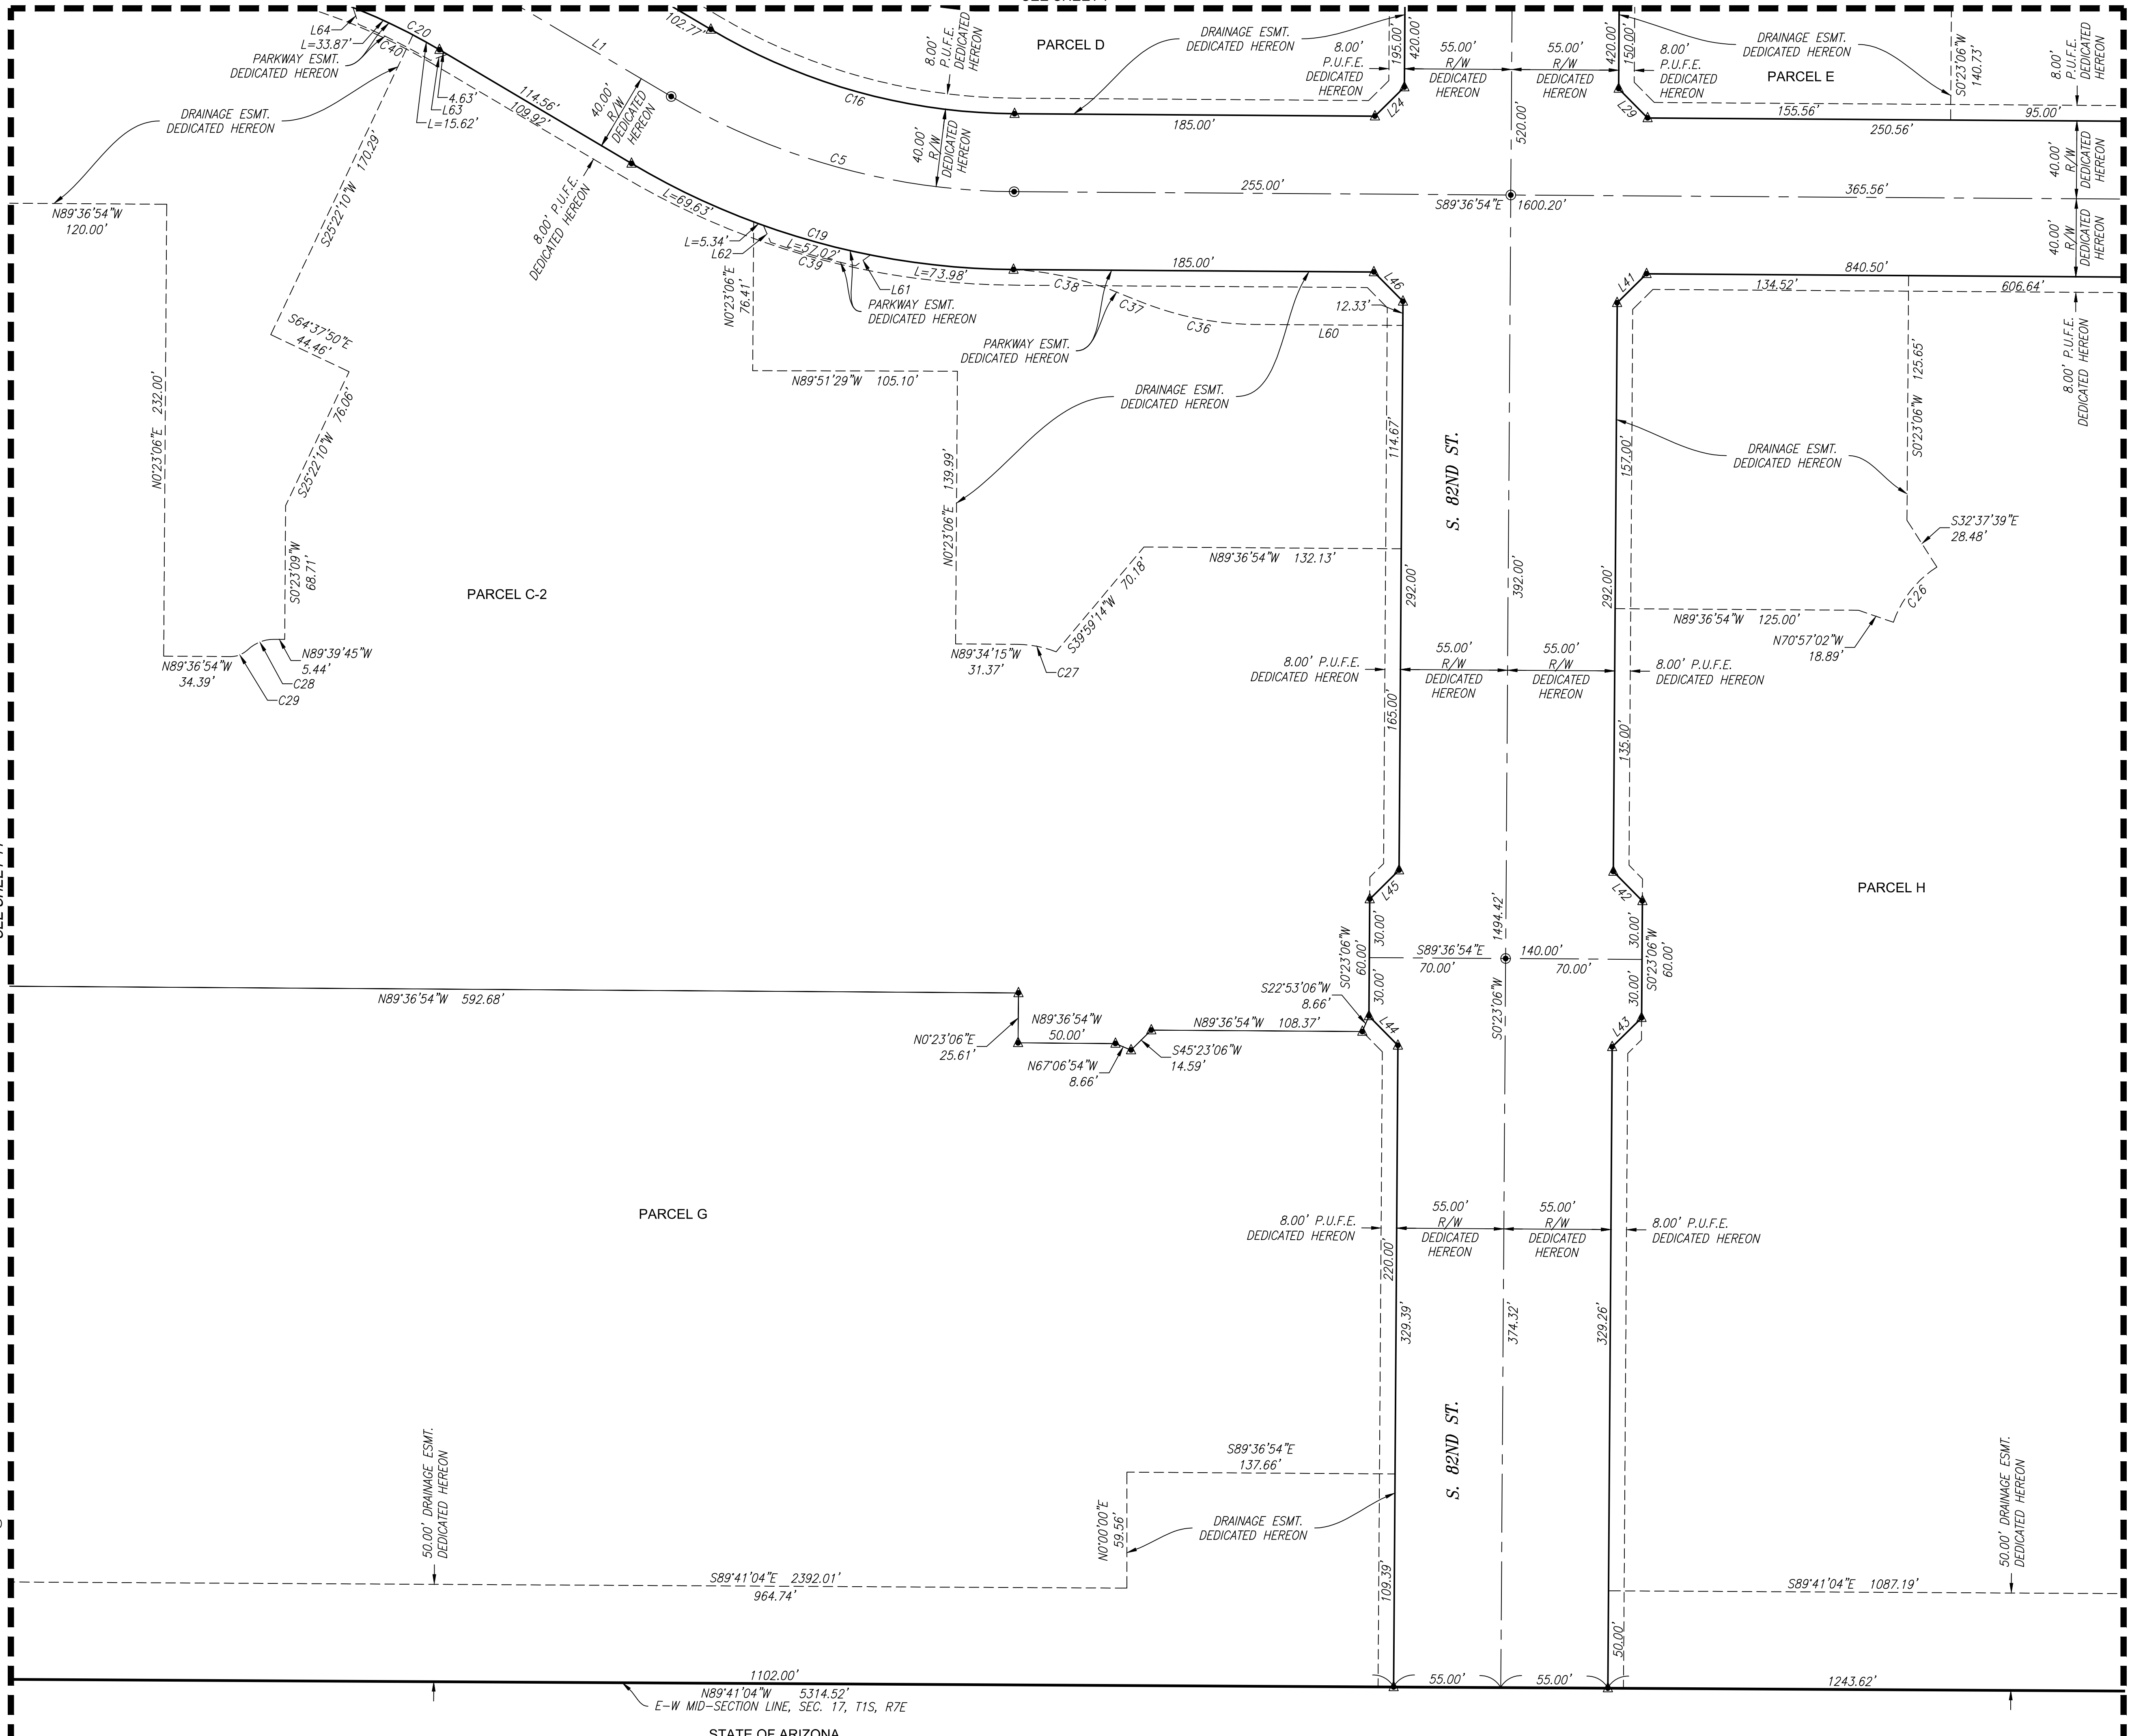 L64
L=33.87'
PARKWAY ESMT.
DEDICATED HEREON
C20
C40
DRAINAGE ESMT.
DEDICATED HEREON
4.63'
L63
L=15.62'
114.56'
109.92'
L1
40.00'
R/W
DEDICATED
HEREON
102.77'
8.00'
P.U.F.E.
DEDICATED
HEREON
PARCEL D
DRAINAGE ESMT.
DEDICATED HEREON
8.00'
P.U.F.E.
DEDICATED
HEREON
195.00'
420.00'
55.00'
R/W
DEDICATED
HEREON
55.00'
R/W
DEDICATED
HEREON
420.00'
150.00'
8.00'
P.U.F.E.
DEDICATED
HEREON
DRAINAGE ESMT.
DEDICATED HEREON
PARCEL E
S0°23'06"W
140.73'
8.00'
P.U.F.E.
DEDICATED
HEREON
C16
185.00'
L24
520.00'
L29
155.56'
95.00'
250.56'
40.00'
R/W
DEDICATED
HEREON
C5
40.00'
R/W
DEDICATED
HEREON
255.00'
S89°36'54"E 1600.20'
365.56'
40.00'
R/W
DEDICATED
HEREON
N89°36'54"W
120.00'
S25°22'10"W 170.29'
8.00' P.U.F.E.
DEDICATED HEREON
L=69.63'
L=5.34'
L62
C19
L=57.02'
C39
L=73.98'
L61
PARKWAY ESMT.
DEDICATED HEREON
185.00'
L46
C38
C37
C36
12.33'
L60
PARKWAY ESMT.
DEDICATED HEREON
L41
840.50'
134.52'
606.64'
8.00' P.U.F.E.
DEDICATED HEREON
S64°37'50"E
44.46'
N0°23'06"E
76.41'
N89°51'29"W 105.10'
DRAINAGE ESMT.
DEDICATED HEREON
N0°23'06"E 232.00'
S25°22'10"W 76.06'
N0°23'06"E 139.99'
114.67'
S. 82ND ST.
157.00'
DRAINAGE ESMT.
DEDICATED HEREON
S0°23'06"W 125.65'
S32°37'39"E
28.48'
S0°23'09"W
68.71'
PARCEL C-2
N89°36'54"W 132.13'
S39°59'14"W 70.18'
292.00'
392.00'
292.00'
C26
N89°36'54"W 125.00'
N70°57'02"W
18.89'
N89°36'54"W
34.39'
N89°39'45"W
5.44'
C28
C29
N89°34'15"W
31.37'
C27
8.00' P.U.F.E.
DEDICATED HEREON
55.00'
R/W
DEDICATED
HEREON
55.00'
R/W
DEDICATED
HEREON
8.00' P.U.F.E.
DEDICATED HEREON
165.00'
135.00'
L45
L42
PARCEL H
S0°23'06"W
60.00'
30.00'
30.00'
S89°36'54"E 140.00'
70.00'
70.00'
1494.42'
S0°23'06"W
30.00'
30.00'
S0°23'06"W
60.00'
N89°36'54"W 592.68'
N0°23'06"E
25.61'
N89°36'54"W
50.00'
N67°06'54"W
8.66'
S45°23'06"W
14.59'
N89°36'54"W 108.37'
S22°53'06"W
8.66'
L44
L43
PARCEL G
8.00' P.U.F.E.
DEDICATED HEREON
55.00'
R/W
DEDICATED
HEREON
55.00'
R/W
DEDICATED
HEREON
8.00' P.U.F.E.
DEDICATED HEREON
220.00'
329.39'
374.32'
329.26'
S. 82ND ST.
50.00' DRAINAGE ESMT.
DEDICATED HEREON
S89°36'54"E
137.66'
N0°00'00"E
59.56'
DRAINAGE ESMT.
DEDICATED HEREON
50.00' DRAINAGE ESMT.
DEDICATED HEREON
S89°41'04"E 2392.01'
964.74'
109.39'
S89°41'04"E 1087.19'
50.00'
1102.00'
55.00'
55.00'
1243.62'
N89°41'04"W 5314.52'
E-W MID-SECTION LINE, SEC. 17, T1S, R7E
STATE OF ARIZONA